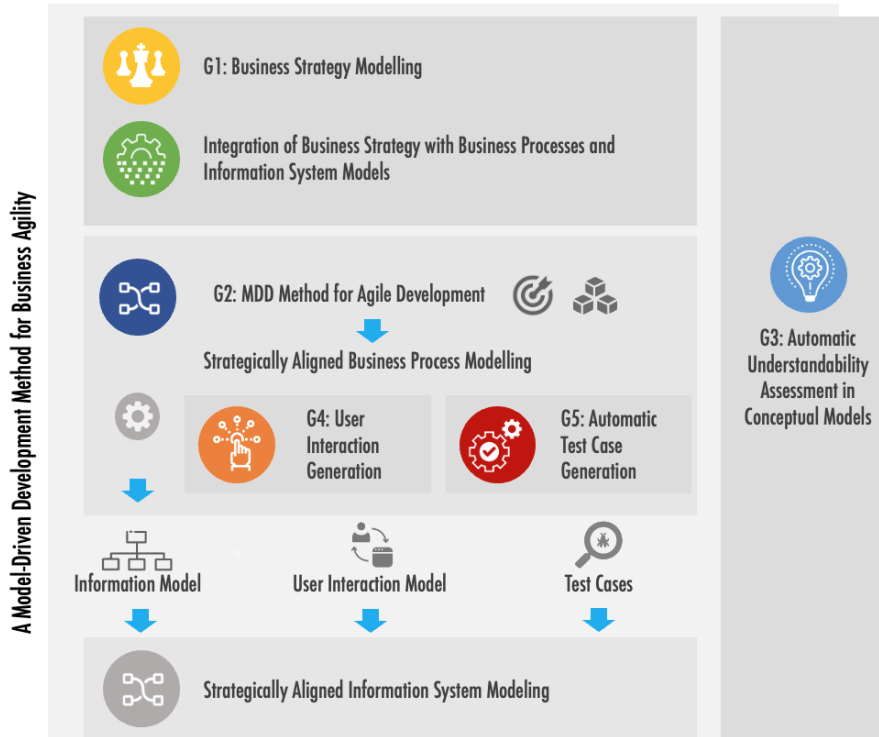 A Model-Driven Development Method for Business Agility
G1: Business Strategy Modelling
Integration of Business Strategy with Business Processes and
Information System Models
G2: MDD Method for Agile Development
Strategically Aligned Business Process Modelling
G4: User
Interaction
Generation
G5: Automatic
Test Case
Generation
Information Model
User Interaction Model
Test Cases
Strategically Aligned Information System Modeling
G3: Automatic
Understandability
Assessment in
Conceptual Models